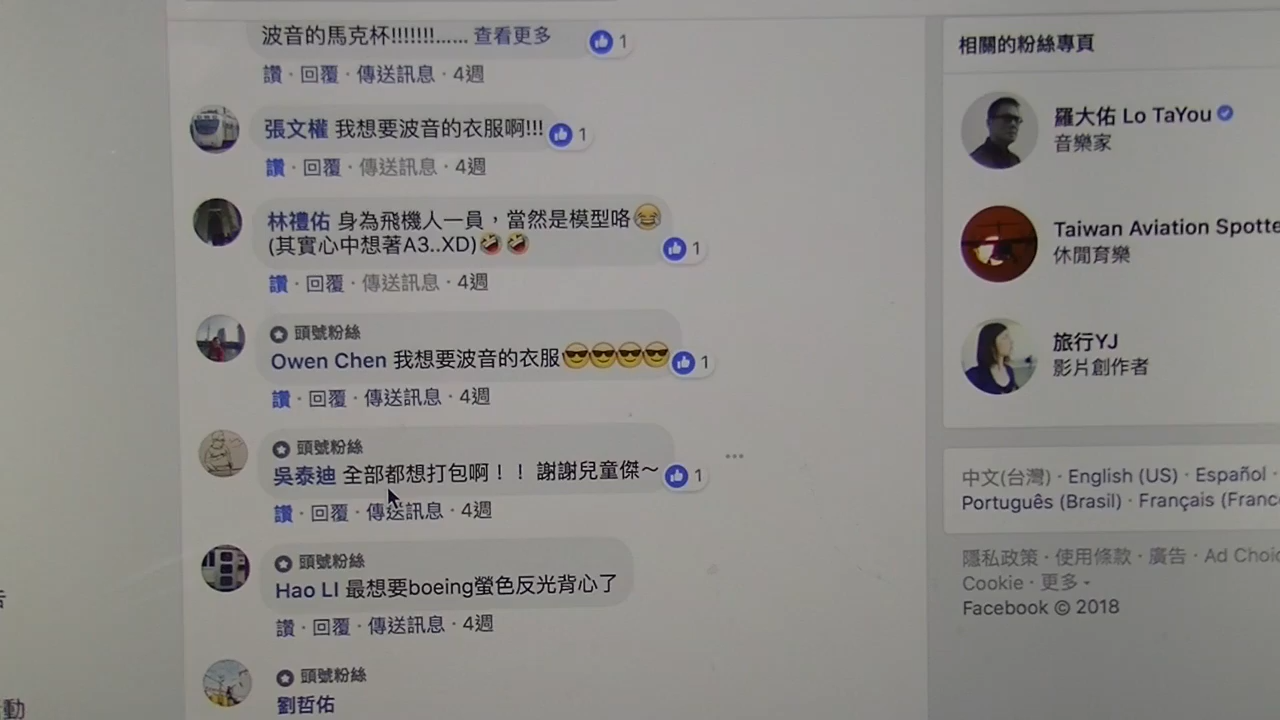 波音的馬克杯!!!!!!!...... 查看更多 1
讚 · 回覆 · 傳送訊息 · 4週
張文權 我想要波音的衣服啊!!! 1
讚 · 回覆 · 傳送訊息 · 4週
林禮佑 身為飛機人一員，當然是模型咯😂
(其實心中想著A3..XD)🤣🤣 1
讚 · 回覆 · 傳送訊息 · 4週
頭號粉絲
Owen Chen 我想要波音的衣服😎😎😎😎 1
讚 · 回覆 · 傳送訊息 · 4週
頭號粉絲
吳泰迪 全部都想打包啊！！ 謝謝兒童傑～ 1
讚 · 回覆 · 傳送訊息 · 4週
頭號粉絲
Hao LI 最想要boeing螢色反光背心了
讚 · 回覆 · 傳送訊息 · 4週
頭號粉絲
劉哲佑
動
相關的粉絲專頁
羅大佑 Lo TaYou
音樂家
Taiwan Aviation Spotte
休閒育樂
旅行YJ
影片創作者
中文(台灣) · English (US) · Español ·
Português (Brasil) · Français (Franc
隱私政策 · 使用條款 · 廣告 · Ad Choic
Cookie · 更多
Facebook © 2018